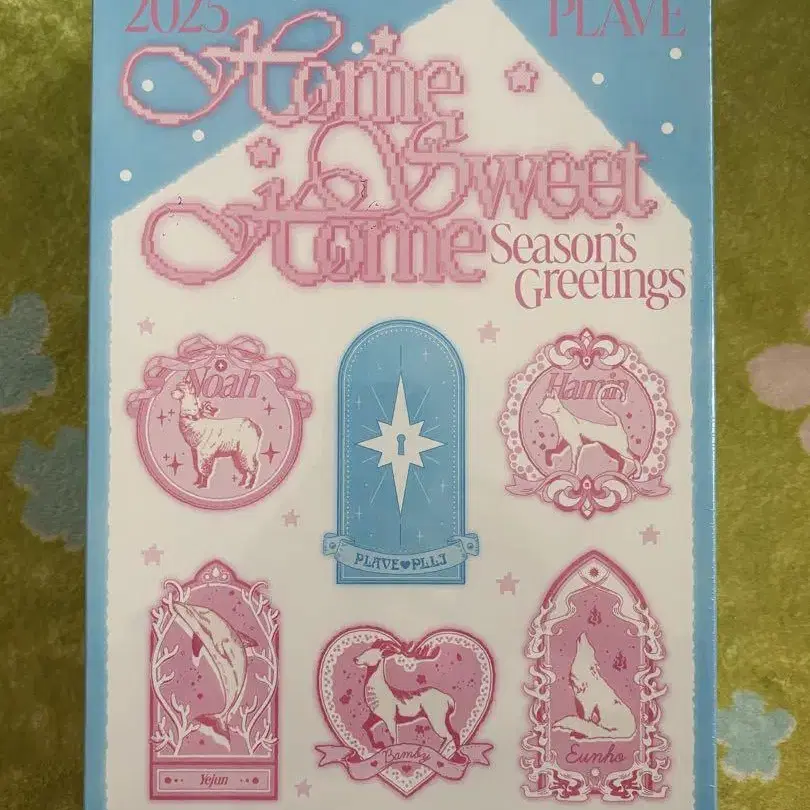 2025
PLAVE
Home
Sweet
Home
Season's
Greetings
Noah
Hamin
PLAVE♥PLLI
Yejun
Bamby
Eunho